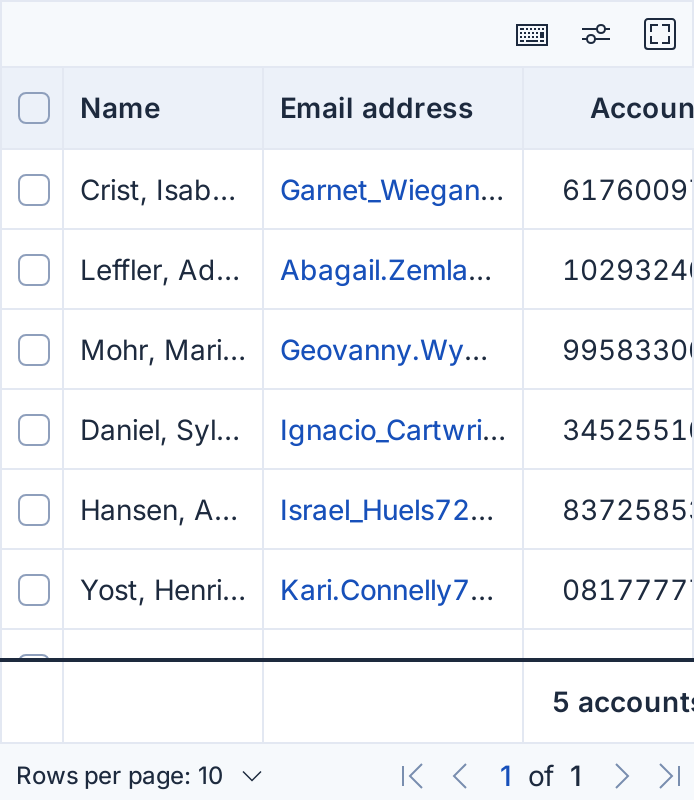 Name Email address Accoun
Crist, Isab... Garnet_Wiegan... 6176009
Leffler, Ad... Abagail.Zemla... 1029324
Mohr, Mari... Geovanny.Wy... 9958330
Daniel, Syl... Ignacio_Cartwri... 3452551
Hansen, A... Israel_Huels72... 8372585
Yost, Henri... Kari.Connelly7... 0817777
5 accounts
Rows per page: 10 1 of 1